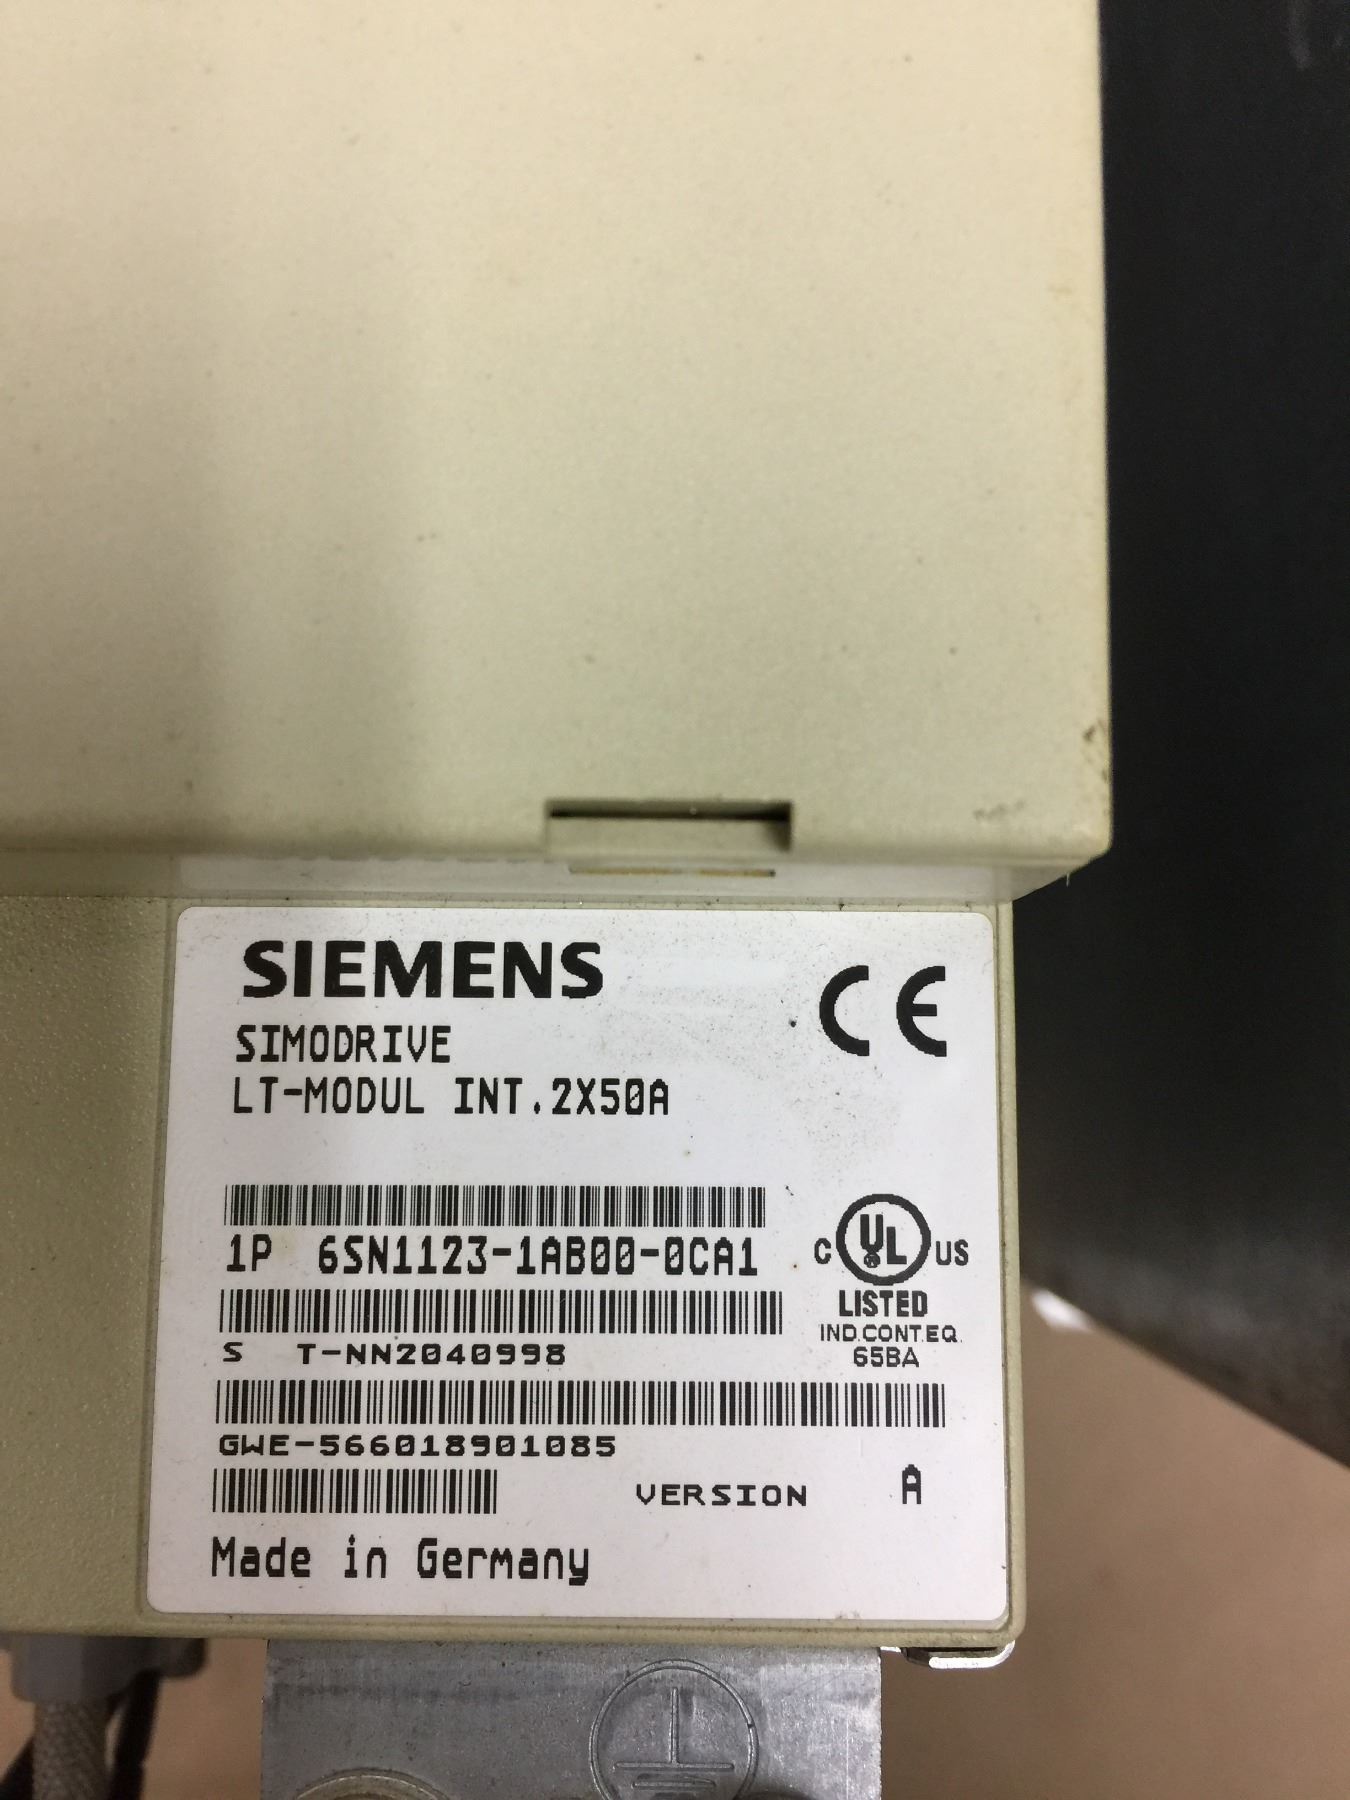 SIEMENS
CE
SIMODRIVE
LT-MODUL INT.2X50A
1P 6SN1123-1AB00-0CA1
C UL US
LISTED
IND.CONT.EQ.
65BA
S T-NN2040998
GWE-566018901085
VERSION A
Made in Germany